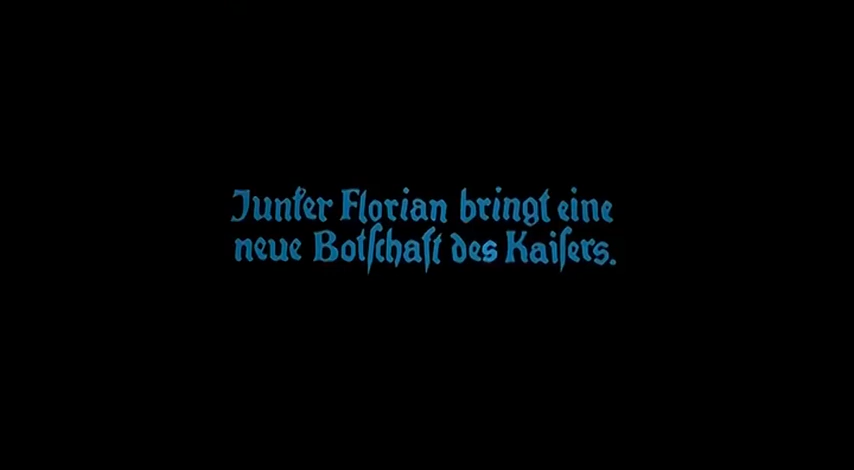 Junker Florian bringt eine
neue Botſchaft des Kaiſers.